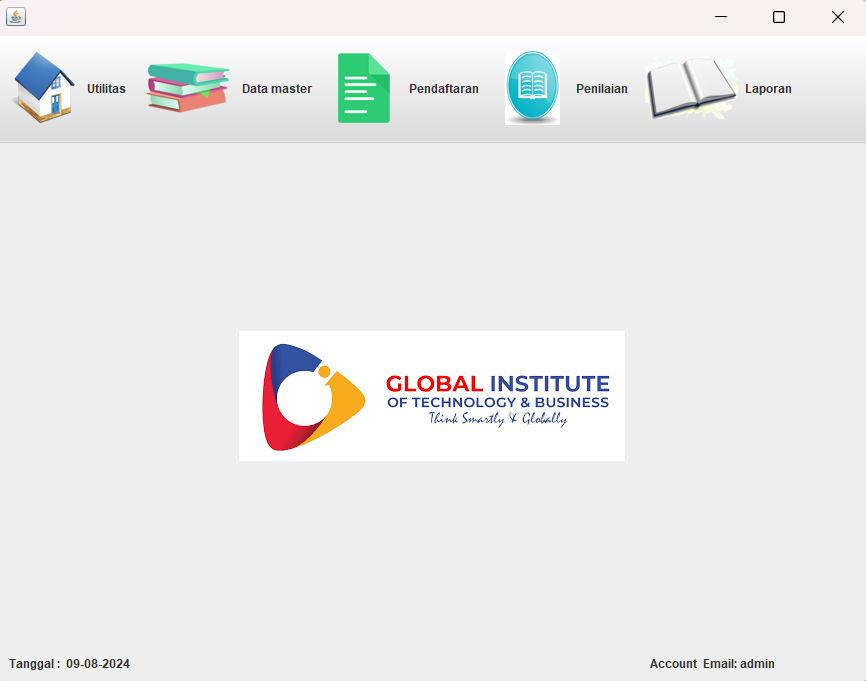 Utilitas
Data master
Pendaftaran
Penilaian
Laporan
GLOBAL INSTITUTE
OF TECHNOLOGY & BUSINESS
Think Smartly & Globally
Tanggal : 09-08-2024
Account Email: admin